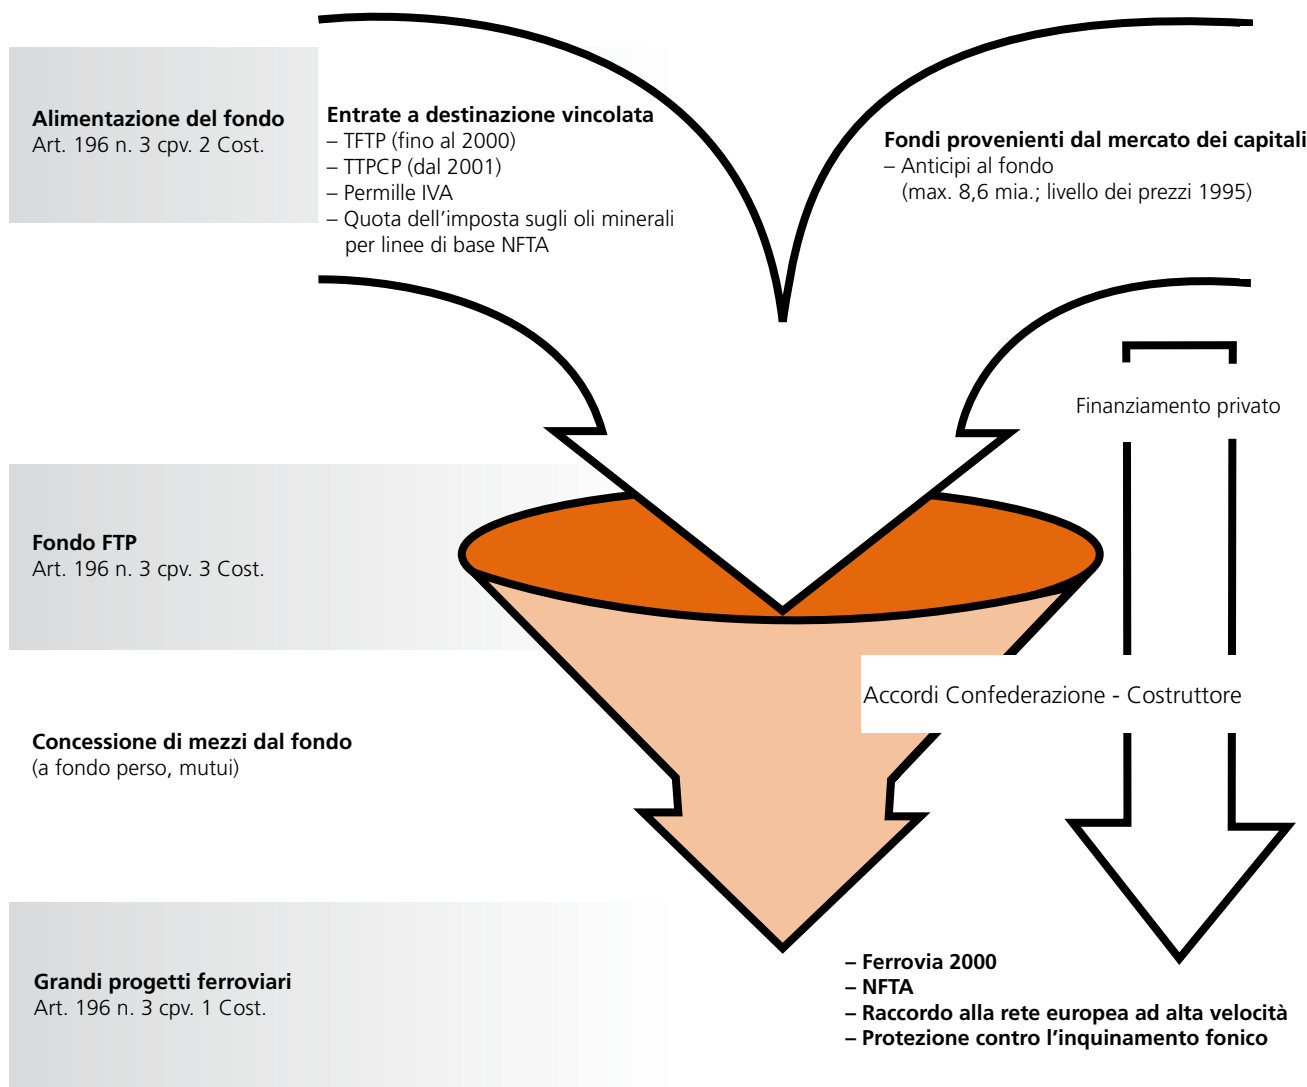 Alimentazione del fondo
Art. 196 n. 3 cpv. 2 Cost.
Entrate a destinazione vincolata
– TFTP (fino al 2000)
– TTPCP (dal 2001)
– Permille IVA
– Quota dell’imposta sugli oli minerali
per linee di base NFTA
Fondi provenienti dal mercato dei capitali
– Anticipi al fondo
(max. 8,6 mia.; livello dei prezzi 1995)
Finanziamento privato
Fondo FTP
Art. 196 n. 3 cpv. 3 Cost.
Accordi Confederazione - Costruttore
Concessione di mezzi dal fondo
(a fondo perso, mutui)
Grandi progetti ferroviari
Art. 196 n. 3 cpv. 1 Cost.
– Ferrovia 2000
– NFTA
– Raccordo alla rete europea ad alta velocità
– Protezione contro l’inquinamento fonico